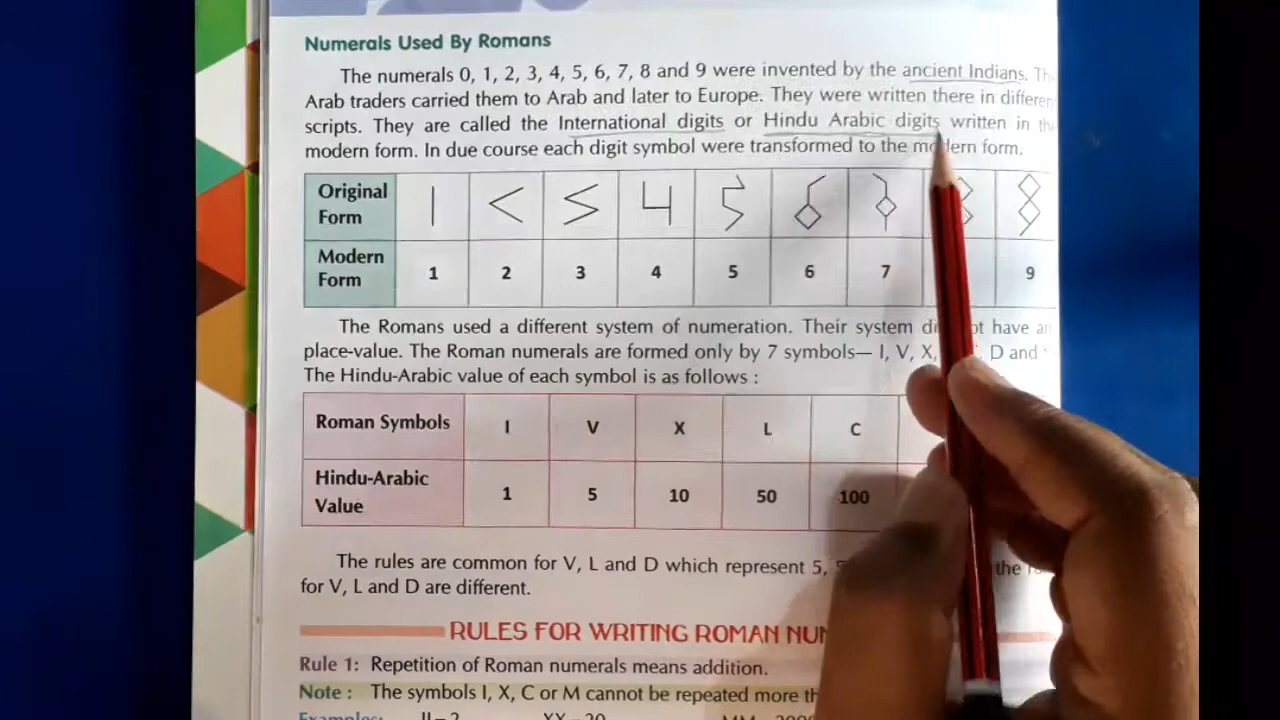 Numerals Used By Romans
The numerals 0, 1, 2, 3, 4, 5, 6, 7, 8 and 9 were invented by the ancient Indians.
Arab traders carried them to Arab and later to Europe. They were written there in
scripts. They are called the International digits or Hindu Arabic digits written in
modern form. In due course each digit symbol were transformed to the modern form.
Original Form
Modern Form 1 2 3 4 5 6 7 9
The Romans used a different system of numeration. Their system have
place-value. The Roman numerals are formed only by 7 symbols— I, V, X, D and
The Hindu-Arabic value of each symbol is as follows :
Roman Symbols I V X L C
Hindu-Arabic Value 1 5 10 50 100
The rules are common for V, L and D which represent 5, the
for V, L and D are different.
RULES FOR WRITING ROMAN
Rule 1: Repetition of Roman numerals means addition.
Note : The symbols I, X, C or M cannot be repeated more
Examples: II – 2 XX – 20